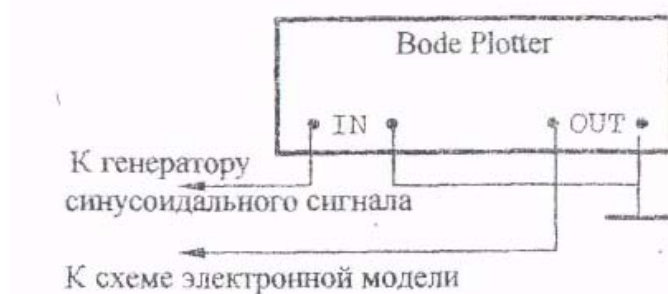 Bode Plotter
IN OUT
К генератору
синусоидального сигнала
К схеме электронной модели